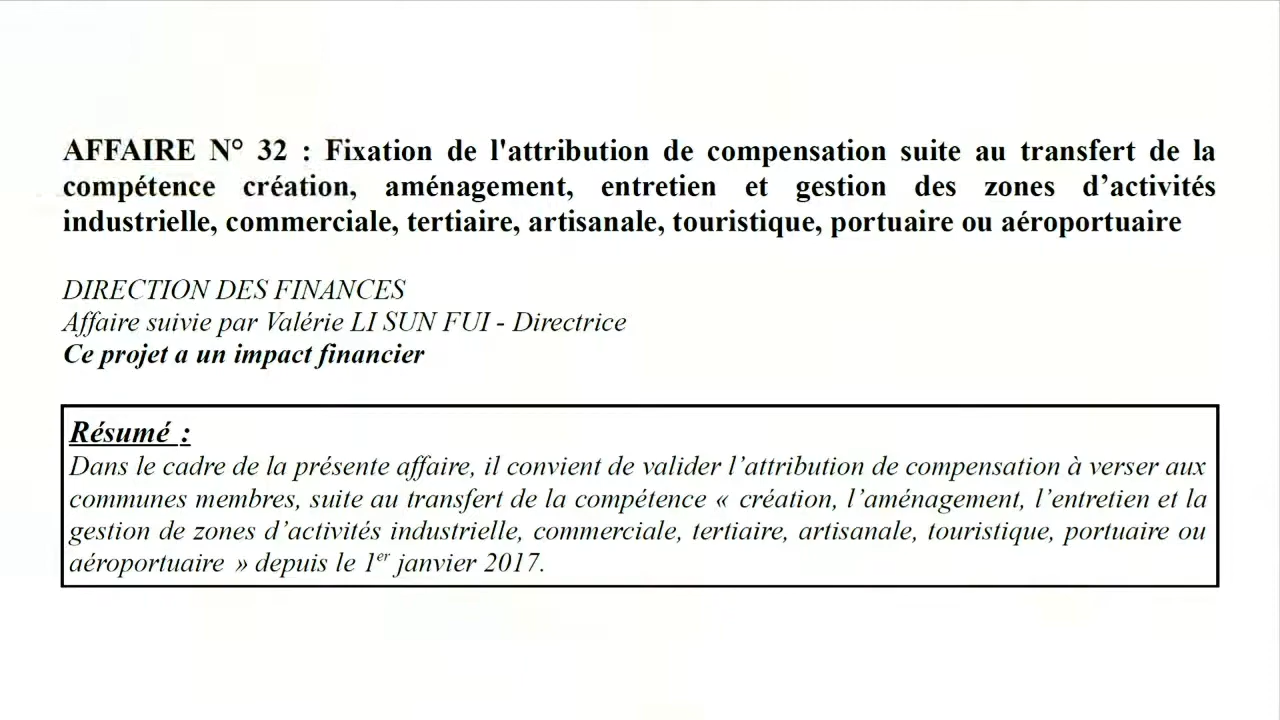 AFFAIRE N° 32 : Fixation de l'attribution de compensation suite au transfert de la
compétence création, aménagement, entretien et gestion des zones d’activités
industrielle, commerciale, tertiaire, artisanale, touristique, portuaire ou aéroportuaire
DIRECTION DES FINANCES
Affaire suivie par Valérie LI SUN FUI - Directrice
Ce projet a un impact financier
Résumé :
Dans le cadre de la présente affaire, il convient de valider l’attribution de compensation à verser aux
communes membres, suite au transfert de la compétence « création, l’aménagement, l’entretien et la
gestion de zones d’activités industrielle, commerciale, tertiaire, artisanale, touristique, portuaire ou
aéroportuaire » depuis le 1er janvier 2017.